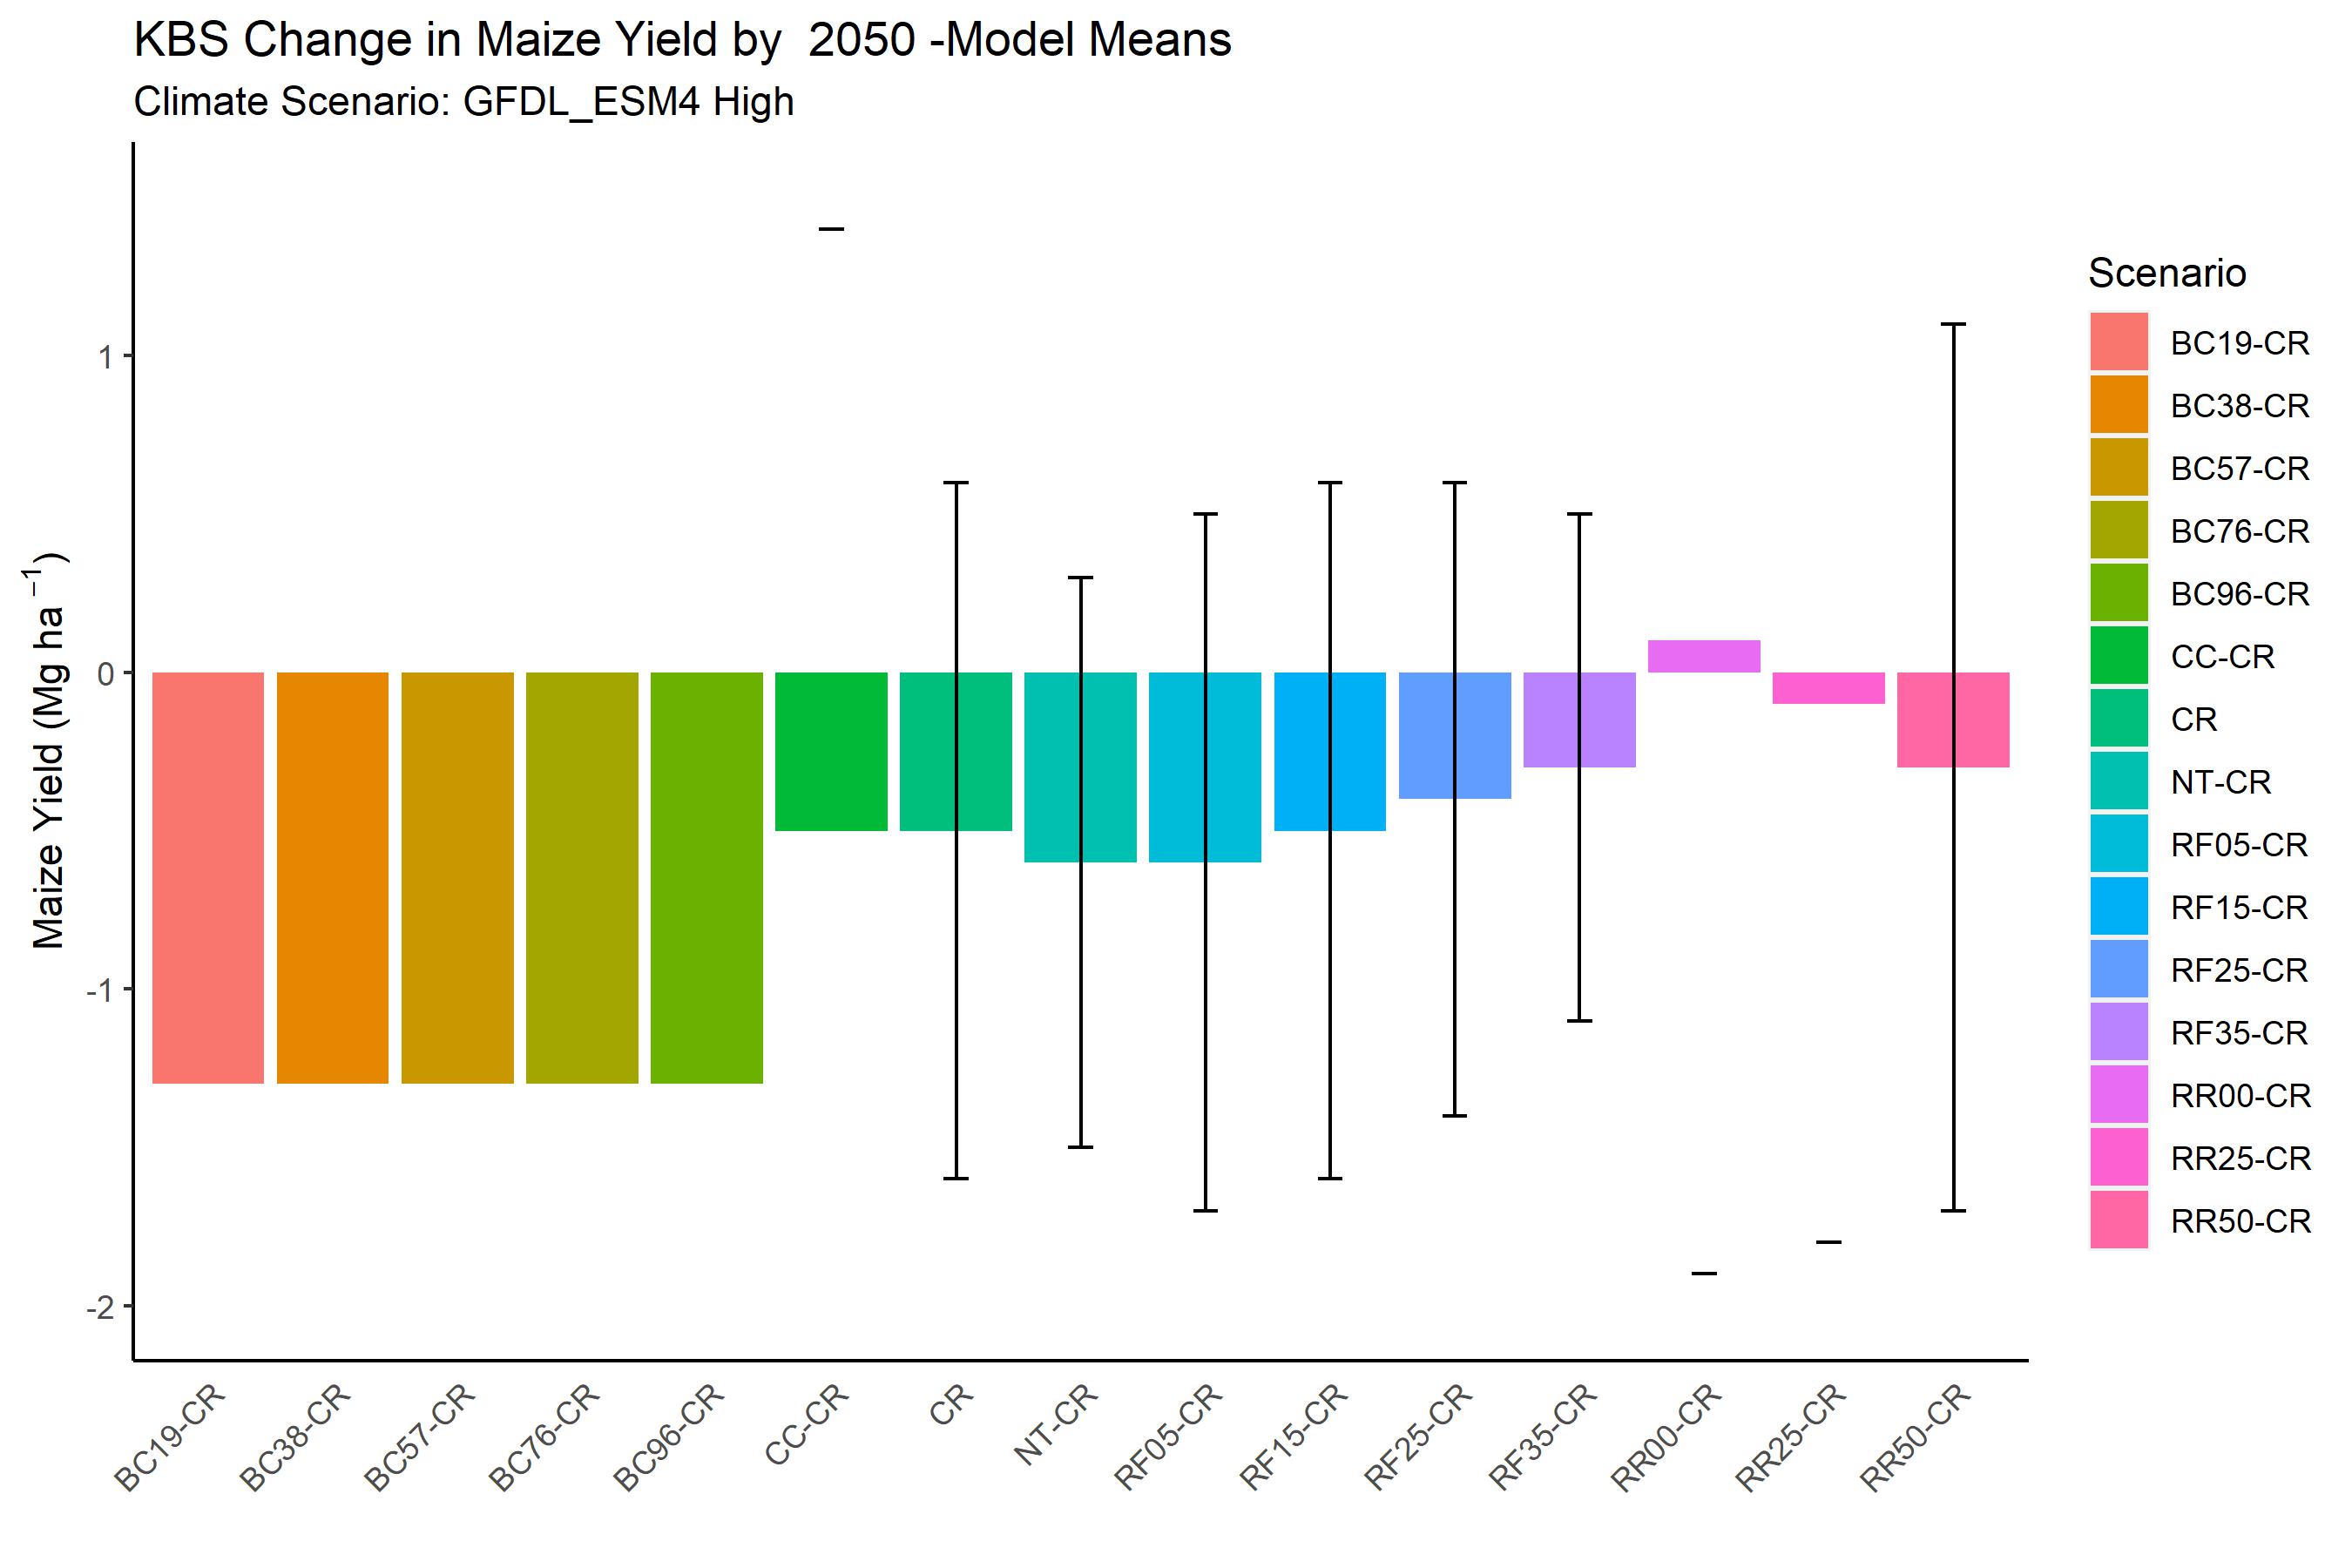 KBS Change in Maize Yield by  2050 -Model Means
Climate Scenario: GFDL_ESM4 High
Maize Yield (Mg ha⁻¹)
1
0
-1
-2
BC19-CR
BC38-CR
BC57-CR
BC76-CR
BC96-CR
CC-CR
CR
NT-CR
RF05-CR
RF15-CR
RF25-CR
RF35-CR
RR00-CR
RR25-CR
RR50-CR
Scenario
BC19-CR
BC38-CR
BC57-CR
BC76-CR
BC96-CR
CC-CR
CR
NT-CR
RF05-CR
RF15-CR
RF25-CR
RF35-CR
RR00-CR
RR25-CR
RR50-CR